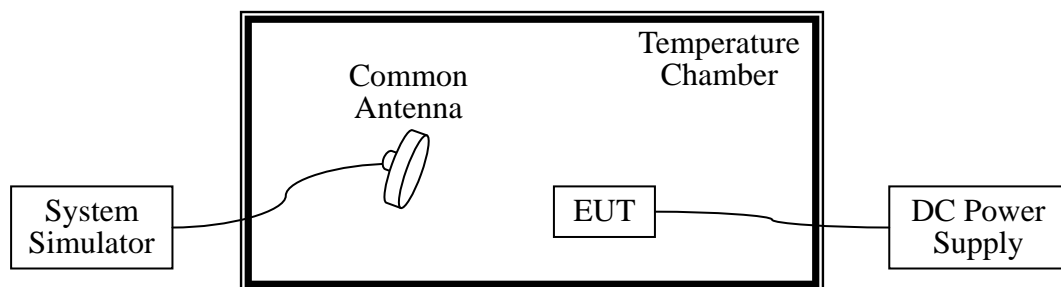 Temperature
Chamber
Common
Antenna
System
Simulator
EUT
DC Power
Supply